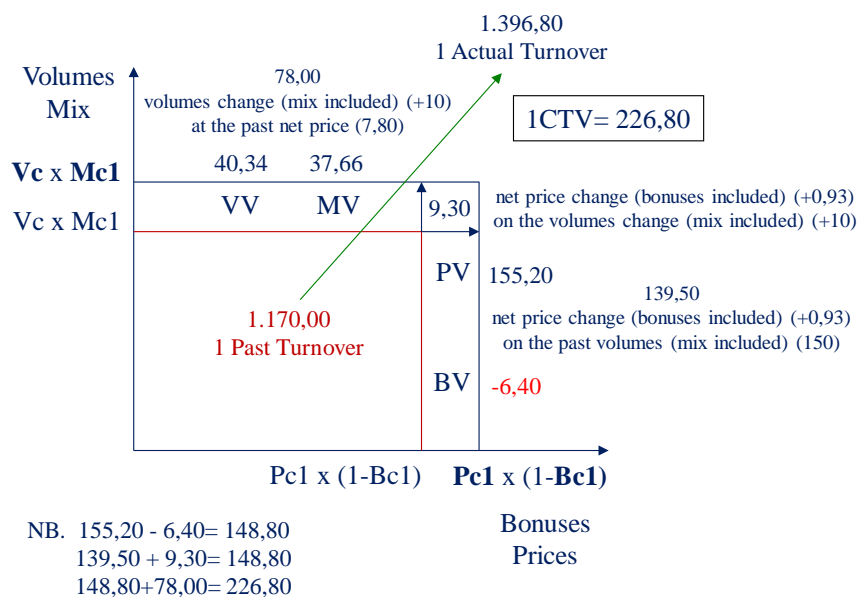 1.396,80
1 Actual Turnover
Volumes
Mix
78,00
volumes change (mix included) (+10)
at the past net price (7,80)
1CTV= 226,80
Vc x Mc1
40,34
37,66
VV
MV
9,30
net price change (bonuses included) (+0,93)
on the volumes change (mix included) (+10)
Vc x Mc1
PV
155,20
139,50
net price change (bonuses included) (+0,93)
on the past volumes (mix included) (150)
1.170,00
1 Past Turnover
BV
-6,40
Pc1 x (1-Bc1)
Pc1 x (1-Bc1)
Bonuses
Prices
NB. 155,20 - 6,40= 148,80
139,50 + 9,30= 148,80
148,80+78,00= 226,80